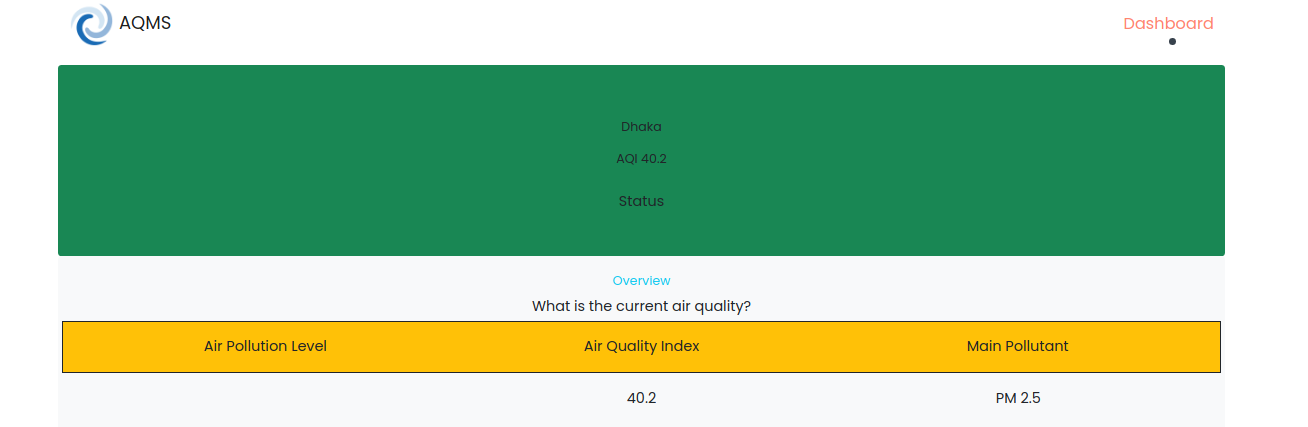 AQMS
Dashboard
Dhaka
AQI 40.2
Status
Overview
What is the current air quality?
Air Pollution Level Air Quality Index Main Pollutant
40.2 PM 2.5